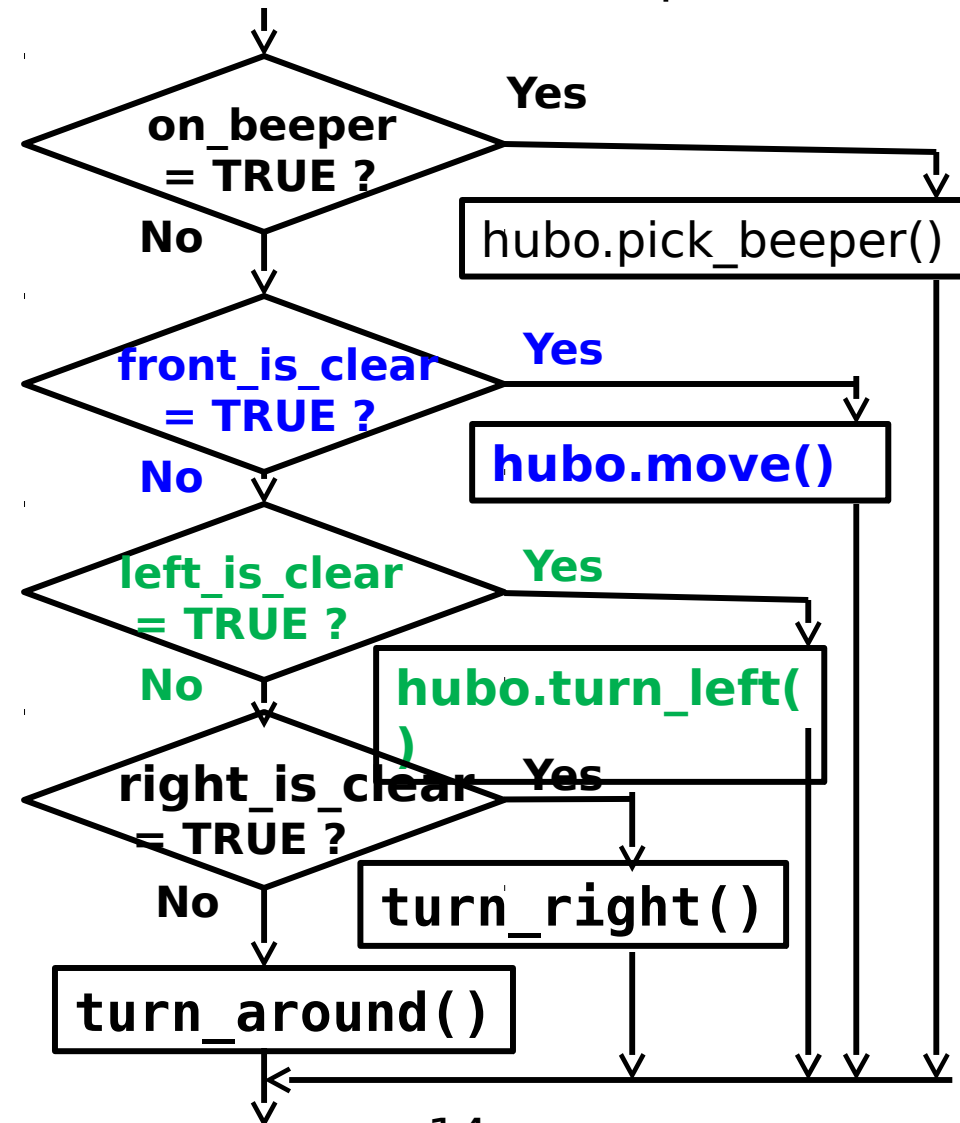 Yes
on_beeper
= TRUE ?
No
hubo.pick_beeper()
front_is_clear
= TRUE ?
Yes
No
hubo.move()
left_is_clear
= TRUE ?
Yes
No
hubo.turn_left(
)
right_is_clear
= TRUE ?
Yes
No
turn_right()
turn_around()
14